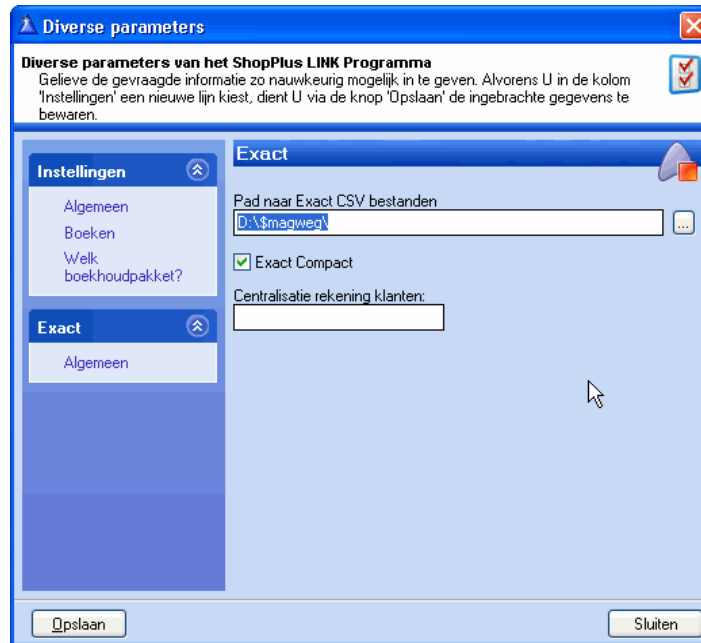 Diverse parameters
Diverse parameters van het ShopPlus LINK Programma
Gelieve de gevraagde informatie zo nauwkeurig mogelijk in te geven. Alvorens U in de kolom
'Instellingen' een nieuwe lijn kiest, dient U via de knop 'Opslaan' de ingebrachte gegevens te
bewaren.
Instellingen
Algemeen
Boeken
Welk
boekhoudpakket?
Exact
Algemeen
Exact
Pad naar Exact CSV bestanden
D:\$magweg\
...
Exact Compact
Centralisatie rekening klanten:
Opslaan
Sluiten